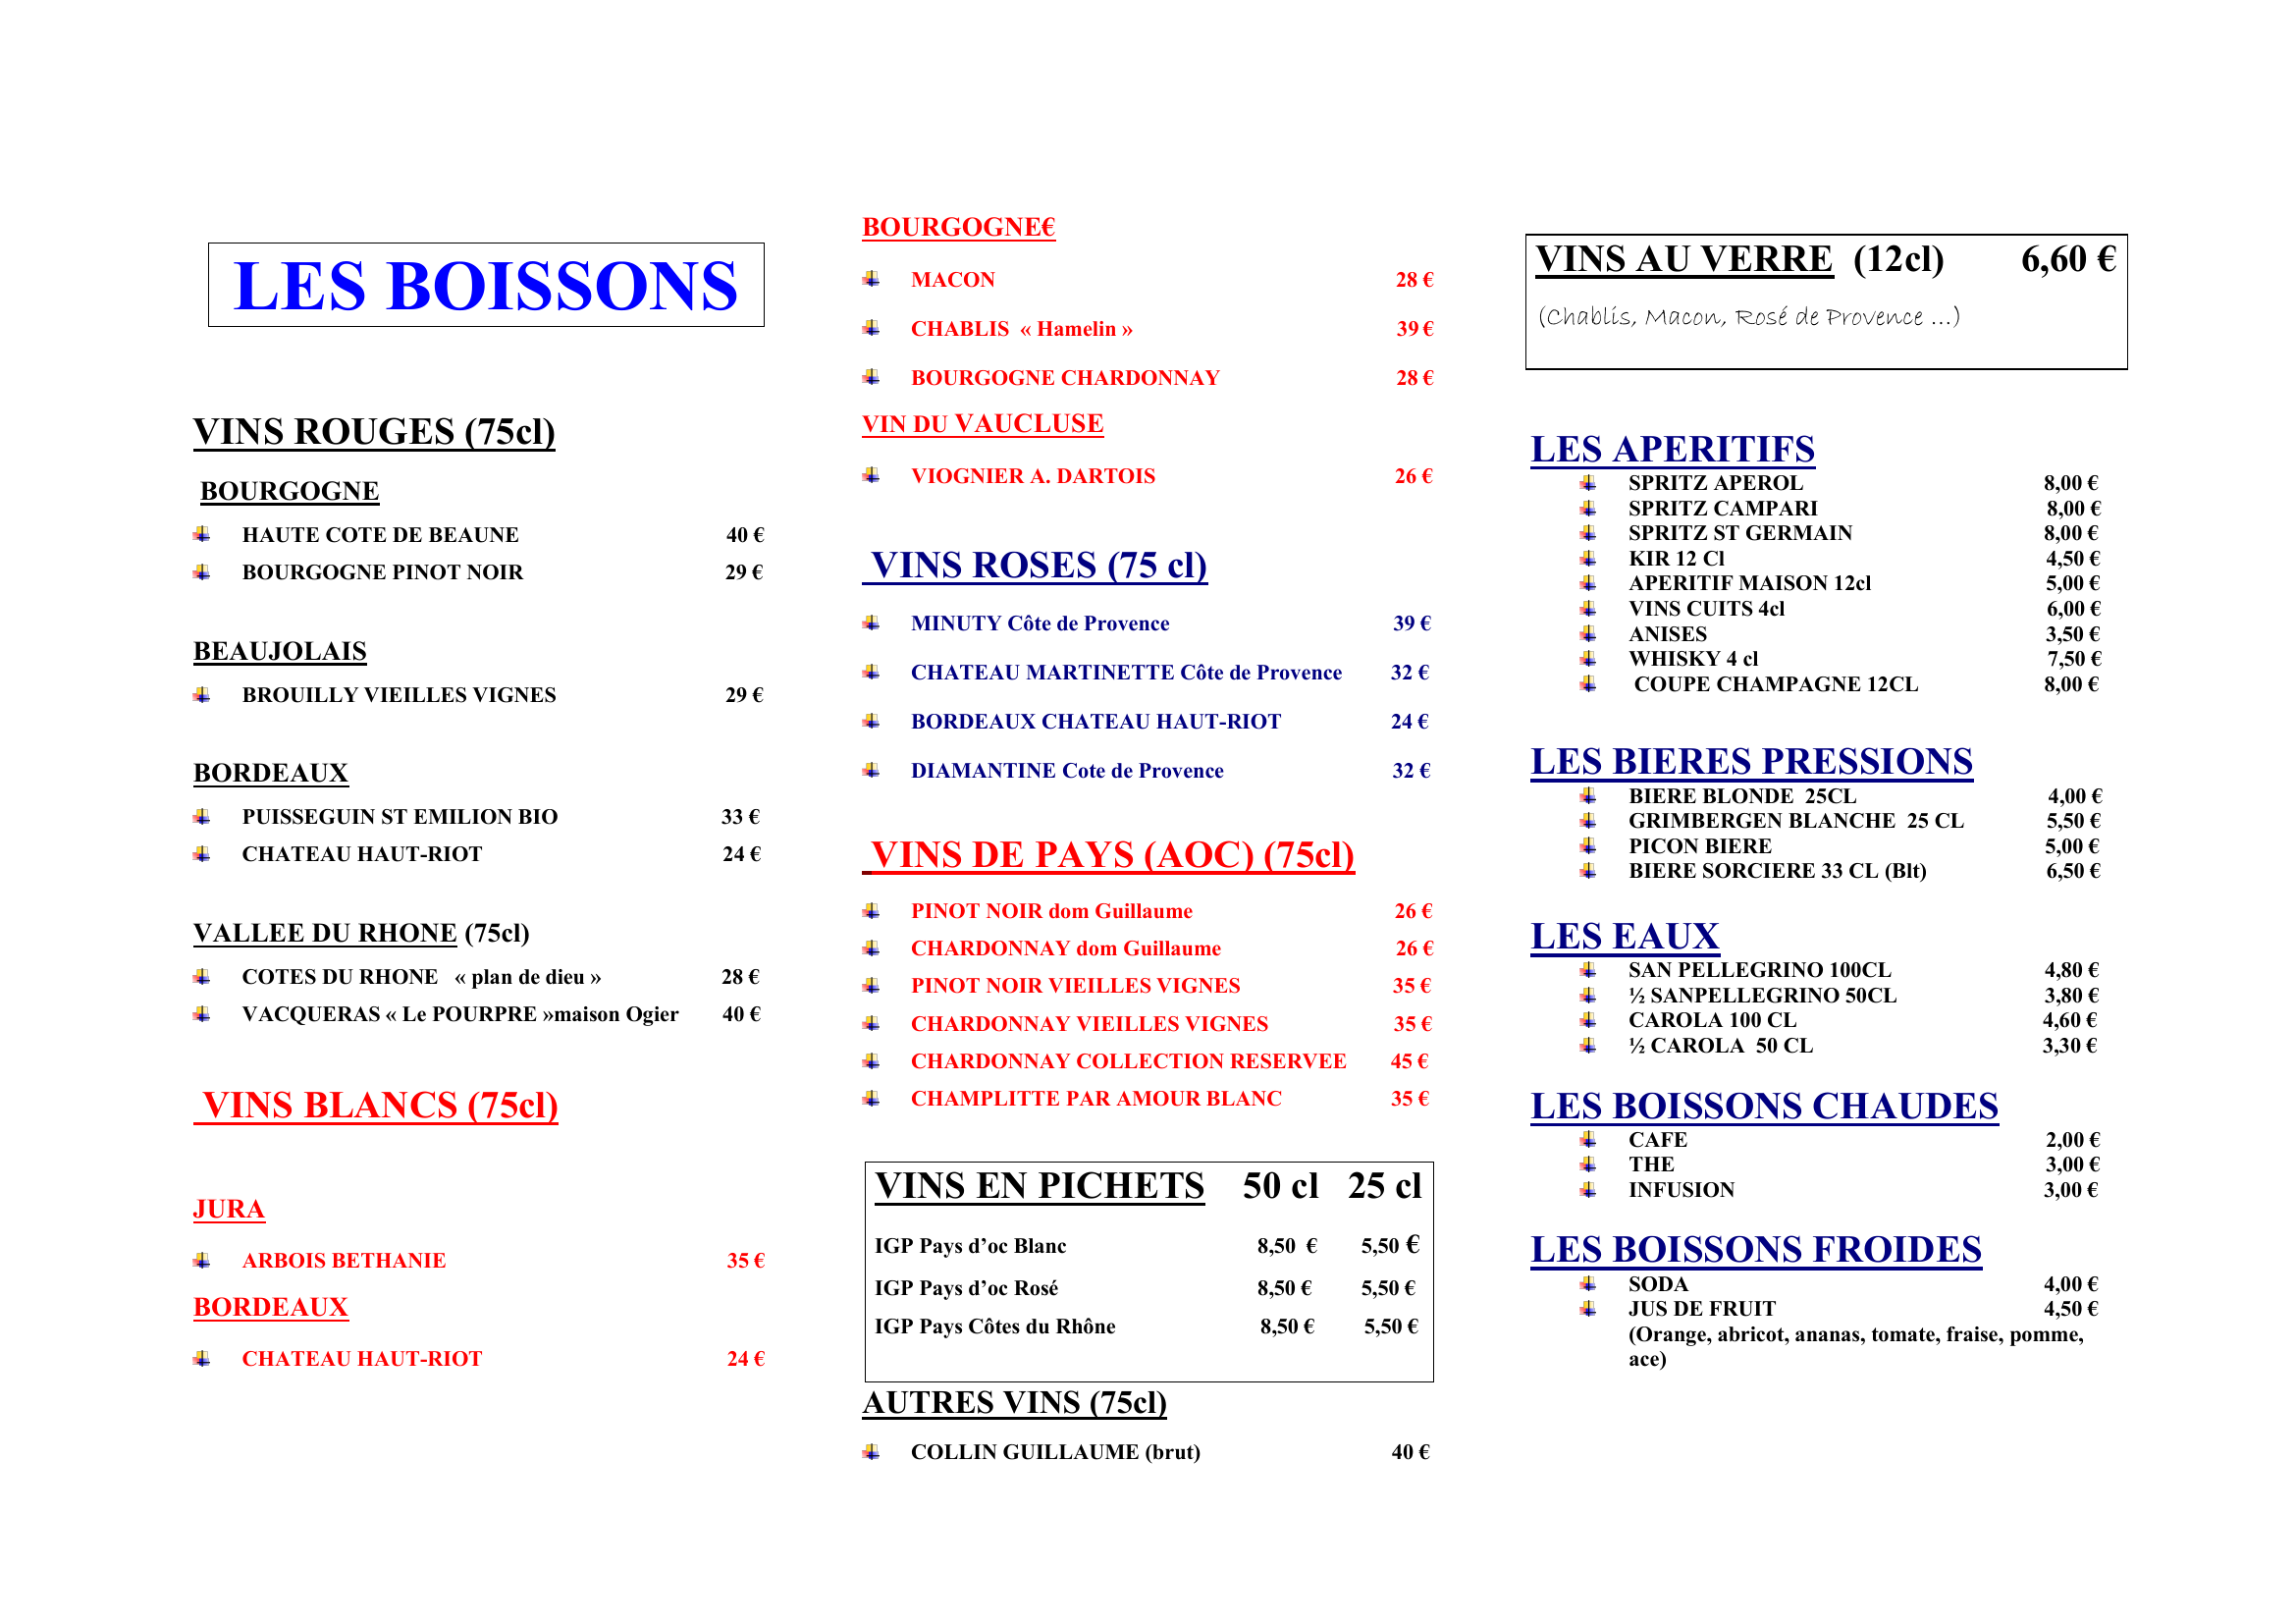 LES BOISSONS
VINS ROUGES (75cl)
BOURGOGNE
HAUTE COTE DE BEAUNE 40 €
BOURGOGNE PINOT NOIR 29 €
BEAUJOLAIS
BROUILLY VIEILLES VIGNES 29 €
BORDEAUX
PUISSEGUIN ST EMILION BIO 33 €
CHATEAU HAUT-RIOT 24 €
VALLEE DU RHONE (75cl)
COTES DU RHONE « plan de dieu » 28 €
VACQUERAS « Le POURPRE »maison Ogier 40 €
VINS BLANCS (75cl)
JURA
ARBOIS BETHANIE 35 €
BORDEAUX
CHATEAU HAUT-RIOT 24 €
BOURGOGNE€
MACON 28 €
CHABLIS « Hamelin » 39 €
BOURGOGNE CHARDONNAY 28 €
VIN DU VAUCLUSE
VIOGNIER A. DARTOIS 26 €
VINS ROSES (75 cl)
MINUTY Côte de Provence 39 €
CHATEAU MARTINETTE Côte de Provence 32 €
BORDEAUX CHATEAU HAUT-RIOT 24 €
DIAMANTINE Cote de Provence 32 €
VINS DE PAYS (AOC) (75cl)
PINOT NOIR dom Guillaume 26 €
CHARDONNAY dom Guillaume 26 €
PINOT NOIR VIEILLES VIGNES 35 €
CHARDONNAY VIEILLES VIGNES 35 €
CHARDONNAY COLLECTION RESERVEE 45 €
CHAMPLITTE PAR AMOUR BLANC 35 €
VINS EN PICHETS 50 cl 25 cl
IGP Pays d’oc Blanc 8,50 € 5,50 €
IGP Pays d’oc Rosé 8,50 € 5,50 €
IGP Pays Côtes du Rhône 8,50 € 5,50 €
AUTRES VINS (75cl)
COLLIN GUILLAUME (brut) 40 €
VINS AU VERRE (12cl) 6,60 €
(Chablis, Macon, Rosé de Provence ...)
LES APERITIFS
SPRITZ APEROL 8,00 €
SPRITZ CAMPARI 8,00 €
SPRITZ ST GERMAIN 8,00 €
KIR 12 Cl 4,50 €
APERITIF MAISON 12cl 5,00 €
VINS CUITS 4cl 6,00 €
ANISES 3,50 €
WHISKY 4 cl 7,50 €
COUPE CHAMPAGNE 12CL 8,00 €
LES BIERES PRESSIONS
BIERE BLONDE 25CL 4,00 €
GRIMBERGEN BLANCHE 25 CL 5,50 €
PICON BIERE 5,00 €
BIERE SORCIERE 33 CL (Blt) 6,50 €
LES EAUX
SAN PELLEGRINO 100CL 4,80 €
½ SANPELLEGRINO 50CL 3,80 €
CAROLA 100 CL 4,60 €
½ CAROLA 50 CL 3,30 €
LES BOISSONS CHAUDES
CAFE 2,00 €
THE 3,00 €
INFUSION 3,00 €
LES BOISSONS FROIDES
SODA 4,00 €
JUS DE FRUIT 4,50 €
(Orange, abricot, ananas, tomate, fraise, pomme,
ace)